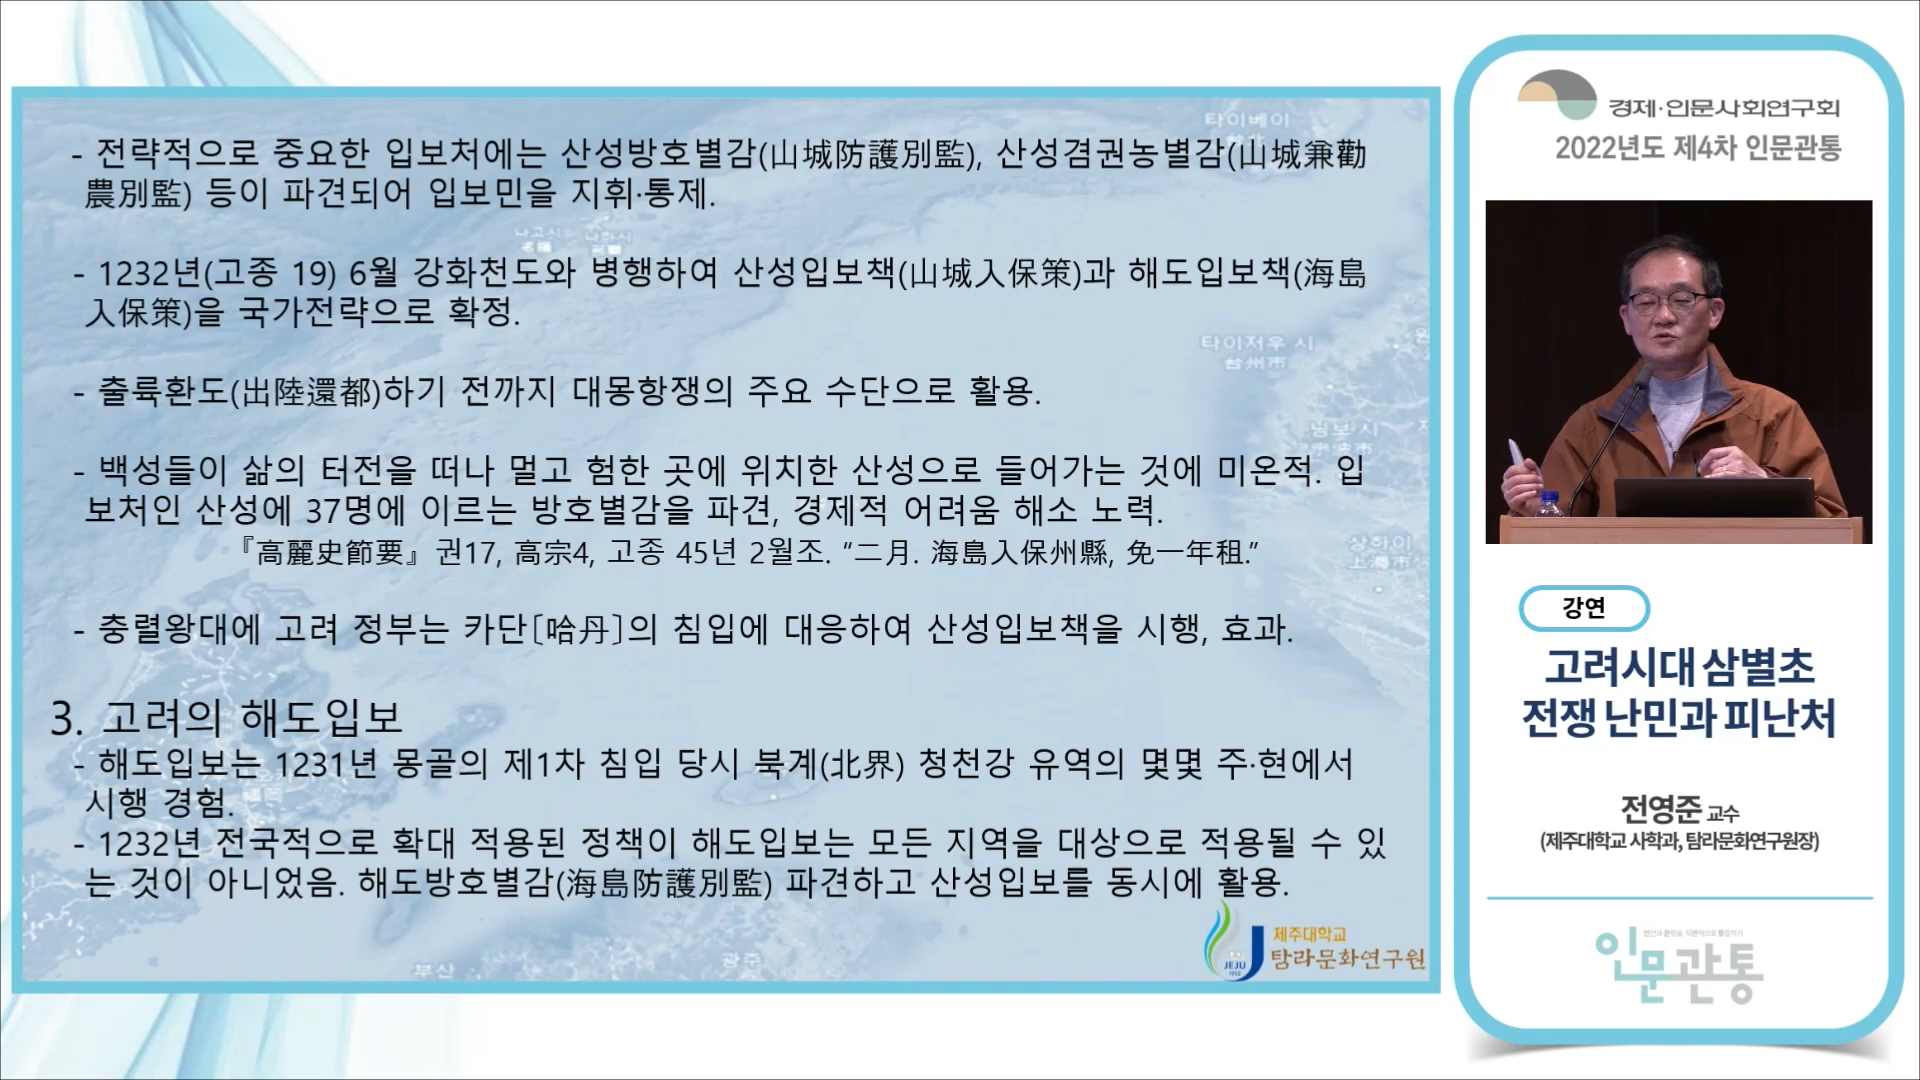 - 전략적으로 중요한 입보처에는 산성방호별감(山城防護別監), 산성겸권농별감(山城兼勸
農別監) 등이 파견되어 입보민을 지휘·통제.
- 1232년(고종 19) 6월 강화천도와 병행하여 산성입보책(山城入保策)과 해도입보책(海島
入保策)을 국가전략으로 확정.
- 출륙환도(出陸還都)하기 전까지 대몽항쟁의 주요 수단으로 활용.
- 백성들이 삶의 터전을 떠나 멀고 험한 곳에 위치한 산성으로 들어가는 것에 미온적. 입
보처인 산성에 37명에 이르는 방호별감을 파견, 경제적 어려움 해소 노력.
『高麗史節要』 권17, 高宗4, 고종 45년 2월조. “二月. 海島入保州縣, 免一年租.”
- 충렬왕대에 고려 정부는 카단〔哈丹〕의 침입에 대응하여 산성입보책을 시행, 효과.
3. 고려의 해도입보
- 해도입보는 1231년 몽골의 제1차 침입 당시 북계(北界) 청천강 유역의 몇몇 주·현에서
시행 경험.
- 1232년 전국적으로 확대 적용된 정책이 해도입보는 모든 지역을 대상으로 적용될 수 있
는 것이 아니었음. 해도방호별감(海島防護別監) 파견하고 산성입보를 동시에 활용.
타이베이
나고시
名護
나하시
타이저우 시
台州市
닝보 시
宁波市
상하이
上海市
부산
광주
JEJU
1952
제주대학교
탐라문화연구원
경제·인문사회연구회
2022년도 제4차 인문관통
강연
고려시대 삼별초
전쟁 난민과 피난처
전영준 교수
(제주대학교 사학과, 탐라문화연구원장)
인문관통